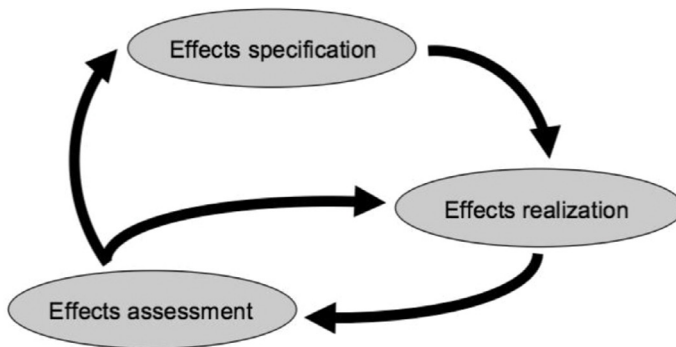 Effects specification
Effects realization
Effects assessment